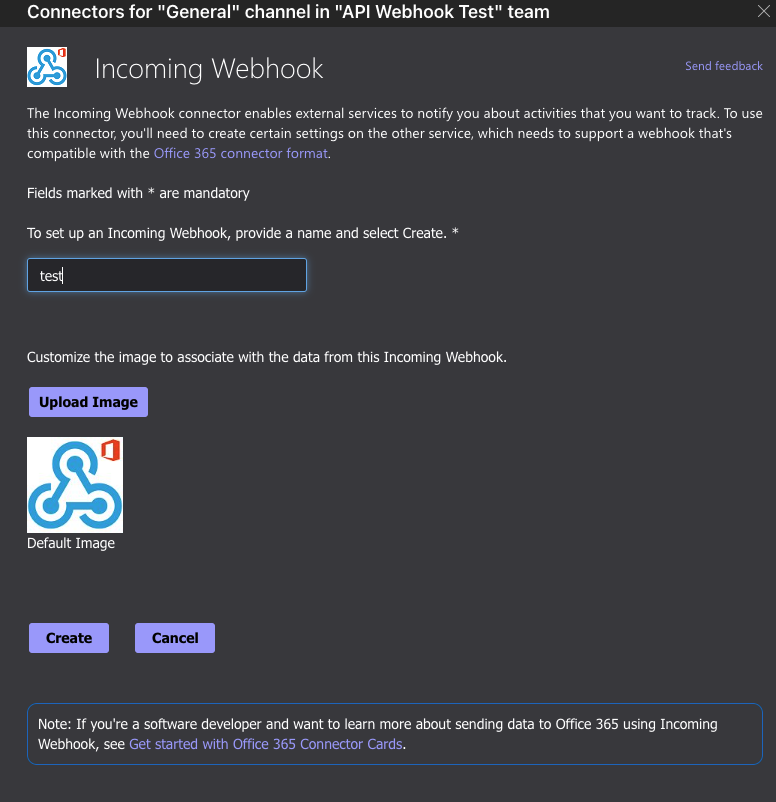 Connectors for "General" channel in "API Webhook Test" team
Incoming Webhook
Send feedback
The Incoming Webhook connector enables external services to notify you about activities that you want to track. To use
this connector, you'll need to create certain settings on the other service, which needs to support a webhook that's
compatible with the Office 365 connector format.
Fields marked with * are mandatory
To set up an Incoming Webhook, provide a name and select Create. *
test
Customize the image to associate with the data from this Incoming Webhook.
Upload Image
Default Image
Create
Cancel
Note: If you're a software developer and want to learn more about sending data to Office 365 using Incoming
Webhook, see Get started with Office 365 Connector Cards.